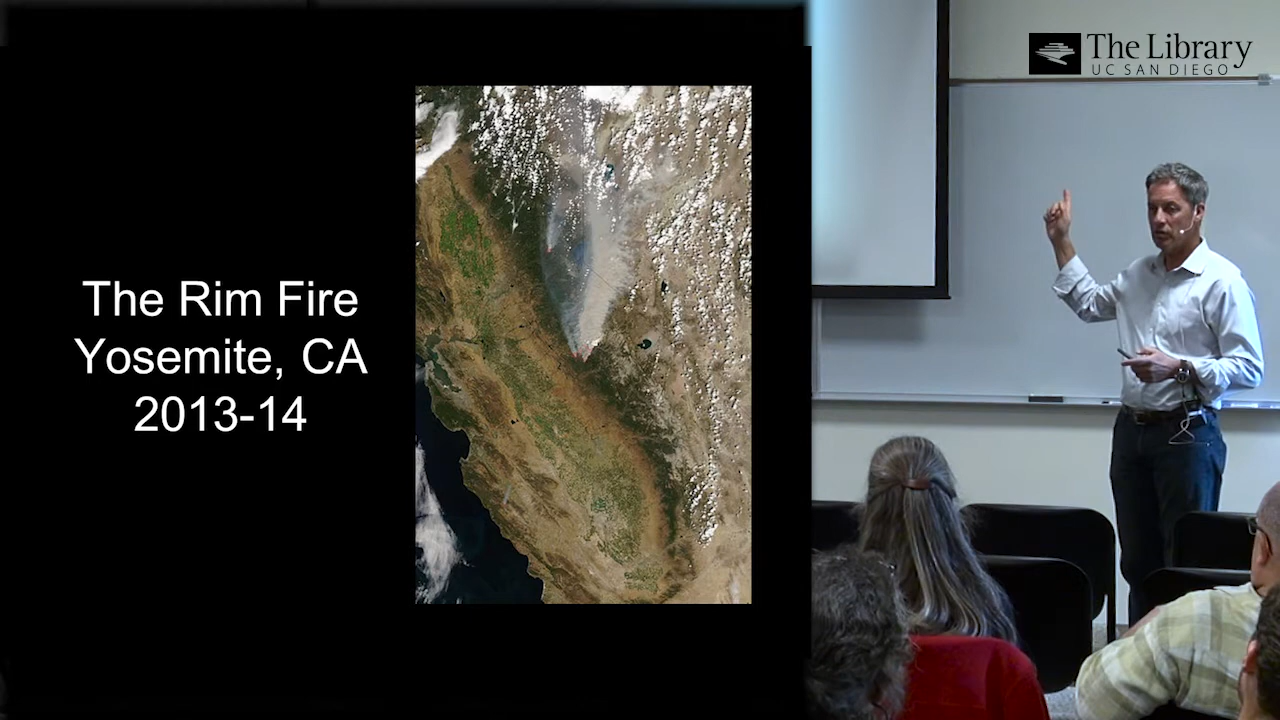 The Rim Fire
Yosemite, CA
2013-14
The Library
UC SAN DIEGO